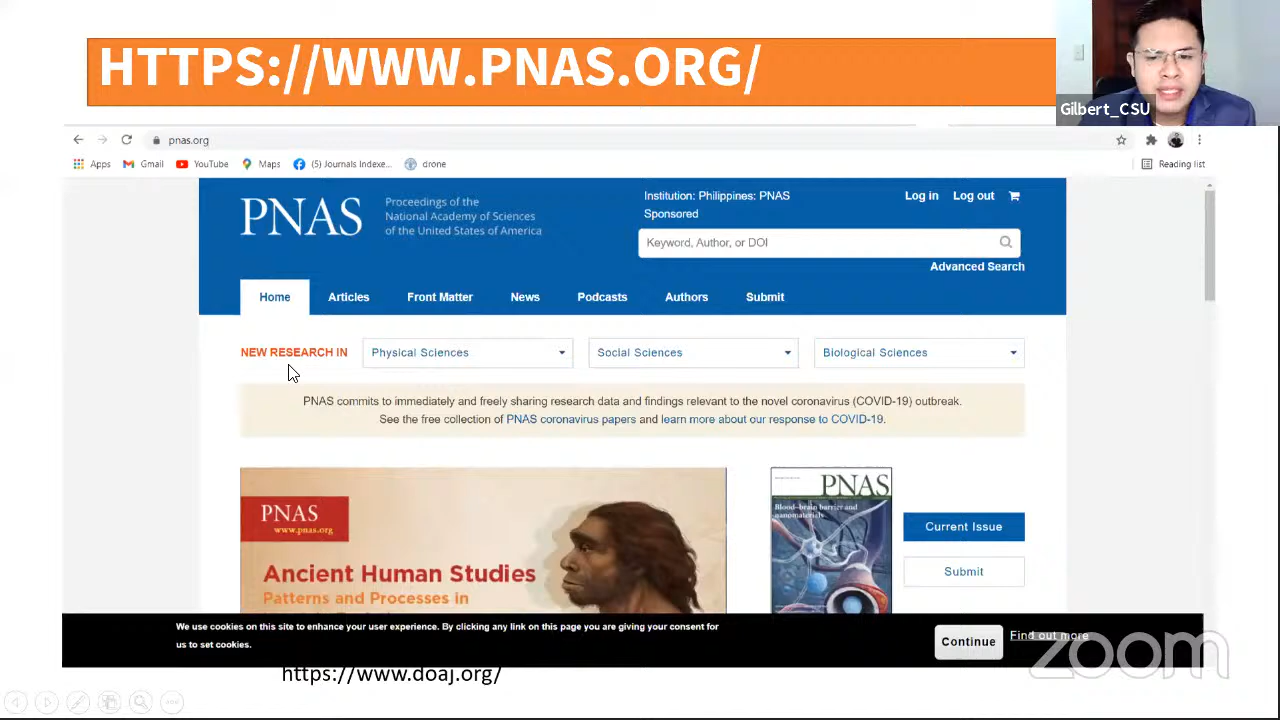 HTTPS://WWW.PNAS.ORG/
Gilbert_CSU
pnas.org
Apps
Gmail
YouTube
Maps
(5) Journals Indexe...
drone
Reading list
PNAS
Proceedings of the
National Academy of Sciences
of the United States of America
Institution: Philippines: PNAS
Sponsored
Log in
Log out
Keyword, Author, or DOI
Advanced Search
Home
Articles
Front Matter
News
Podcasts
Authors
Submit
NEW RESEARCH IN
Physical Sciences
Social Sciences
Biological Sciences
PNAS commits to immediately and freely sharing research data and findings relevant to the novel coronavirus (COVID-19) outbreak.
See the free collection of PNAS coronavirus papers and learn more about our response to COVID-19.
PNAS
www.pnas.org
Ancient Human Studies
Patterns and Processes in
PNAS
Blood–brain barrier and
nanomaterials
Current Issue
Submit
We use cookies on this site to enhance your user experience. By clicking any link on this page you are giving your consent for
us to set cookies.
Continue
Find out more
zoom
https://www.doaj.org/